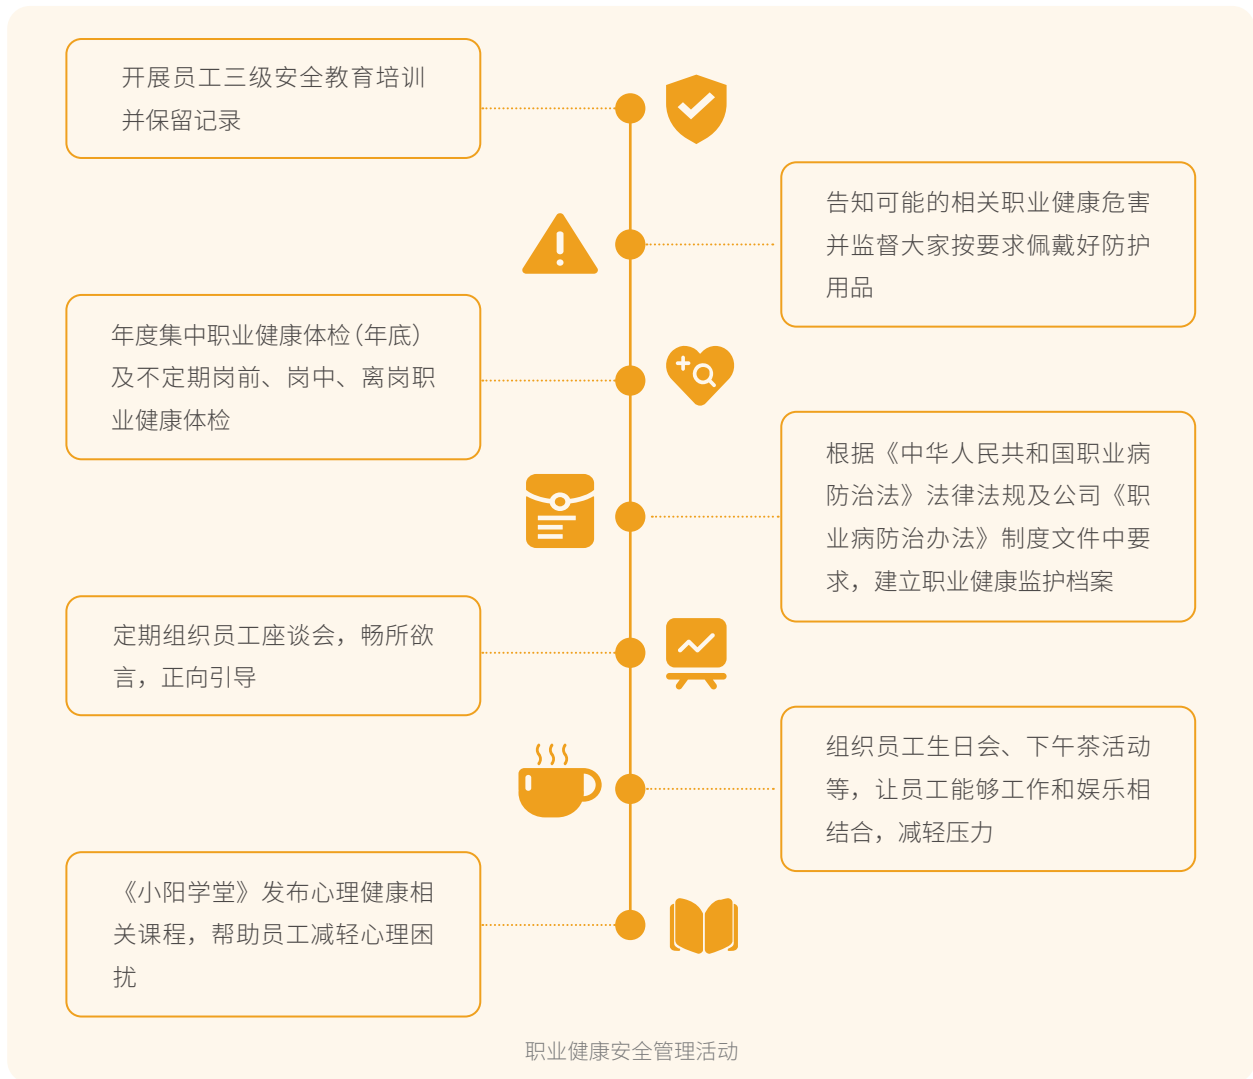 开展员工三级安全教育培训
并保留记录
告知可能的相关职业健康危害
并监督大家按要求佩戴好防护
用品
年度集中职业健康体检（年底）
及不定期岗前、岗中、离岗职
业健康体检
根据《中华人民共和国职业病
防治法》法律法规及公司《职
业病防治办法》制度文件中要
求，建立职业健康监护档案
定期组织员工座谈会，畅所欲
言，正向引导
组织员工生日会、下午茶活动
等，让员工能够工作和娱乐相
结合，减轻压力
《小阳学堂》发布心理健康相
关课程，帮助员工减轻心理困
扰
职业健康安全管理活动